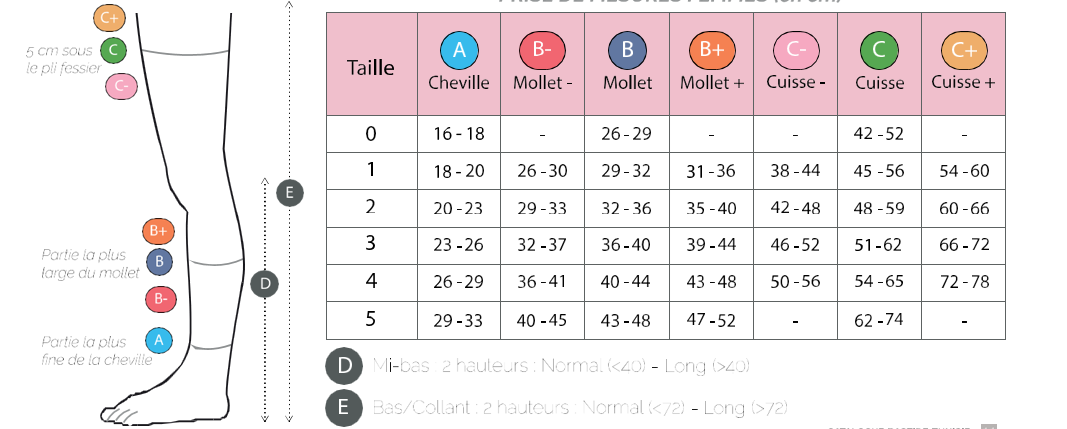 C+
C
C-
5 cm sous
le pli fessier
E
D
B+
B
B-
A
Partie la plus
large du mollet
Partie la plus
fine de la cheville
PRISE DE MESURES FEMMES (en cm)
Taille A Cheville B- Mollet - B Mollet B+ Mollet + C- Cuisse - C Cuisse C+ Cuisse +
0 16 - 18 - 26 - 29 - - 42 - 52 -
1 18 - 20 26 - 30 29 - 32 31 - 36 38 - 44 45 - 56 54 - 60
2 20 - 23 29 - 33 32 - 36 35 - 40 42 - 48 48 - 59 60 - 66
3 23 - 26 32 - 37 36 - 40 39 - 44 46 - 52 51 - 62 66 - 72
4 26 - 29 36 - 41 40 - 44 43 - 48 50 - 56 54 - 65 72 - 78
5 29 - 33 40 - 45 43 - 48 47 - 52 - 62 - 74 -
D Mi-bas : 2 hauteurs : Normal (<40) - Long (>40)
E Bas/Collant : 2 hauteurs : Normal (<72) - Long (>72)